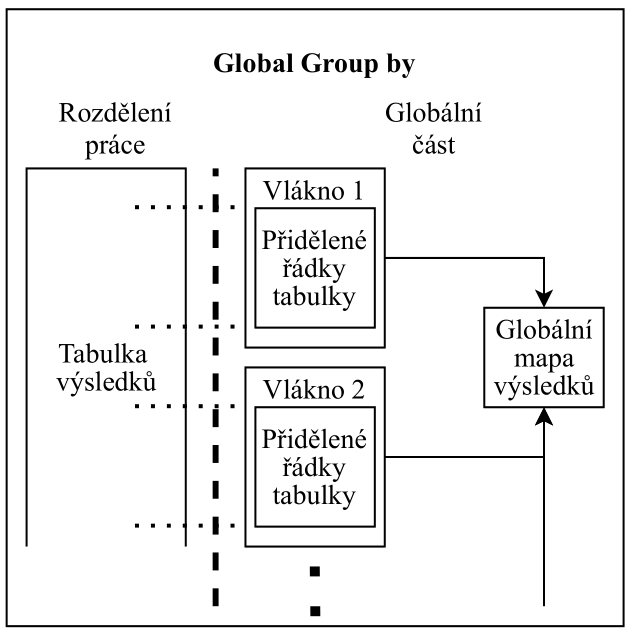 Global Group by
Rozdělení
práce
Globální
část
Vlákno 1
Přidělené
řádky
tabulky
Tabulka
výsledků
Globální
mapa
výsledků
Vlákno 2
Přidělené
řádky
tabulky